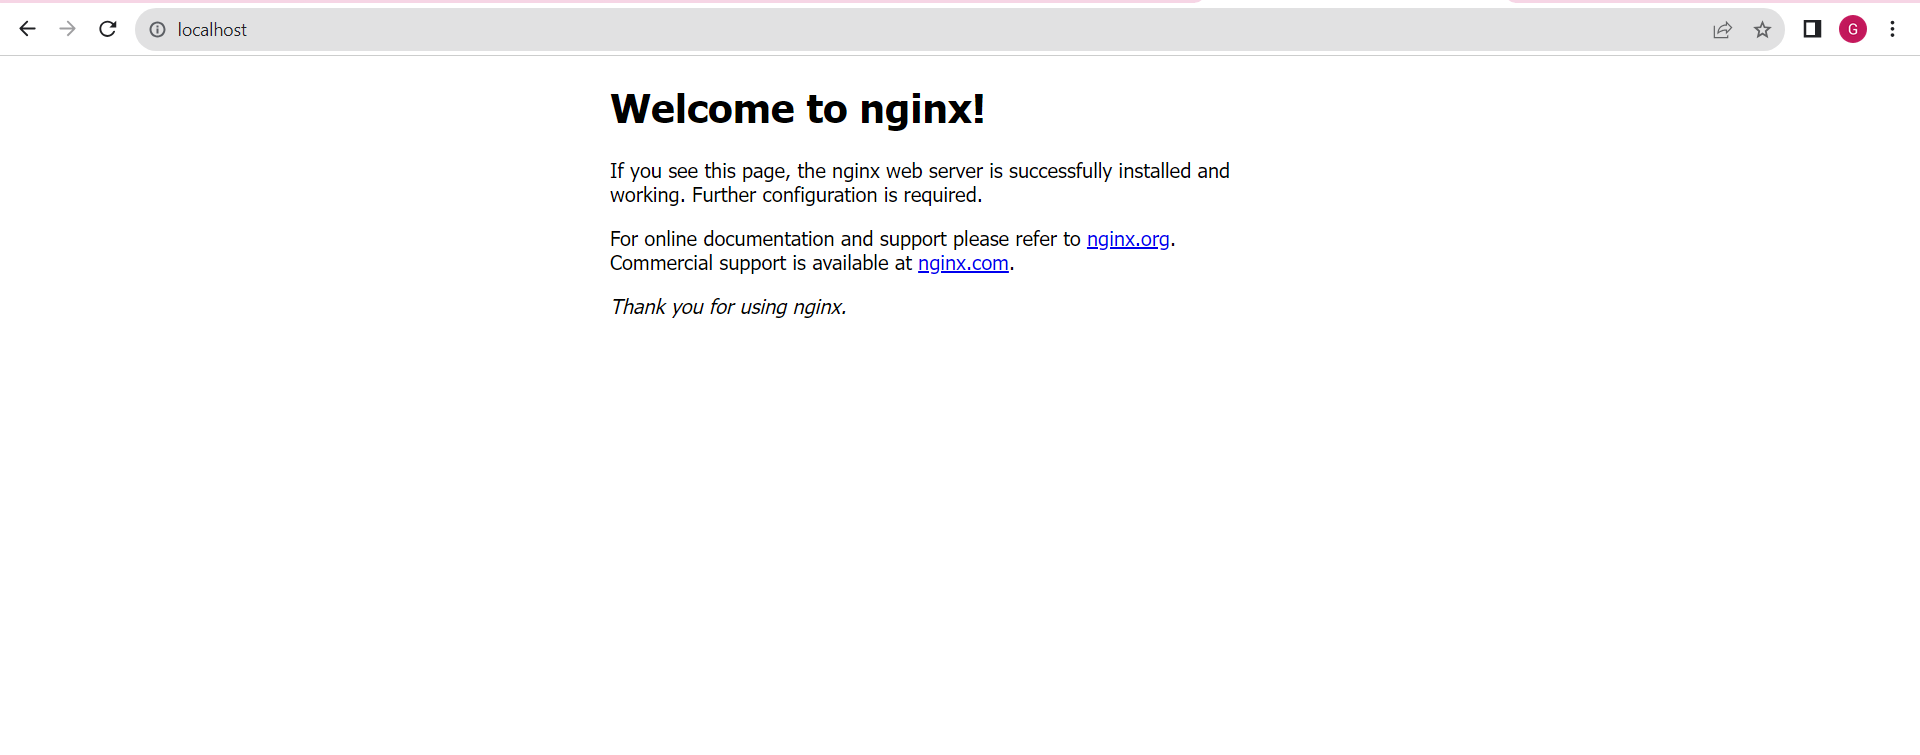 localhost
G
Welcome to nginx!
If you see this page, the nginx web server is successfully installed and
working. Further configuration is required.
For online documentation and support please refer to nginx.org.
Commercial support is available at nginx.com.
Thank you for using nginx.